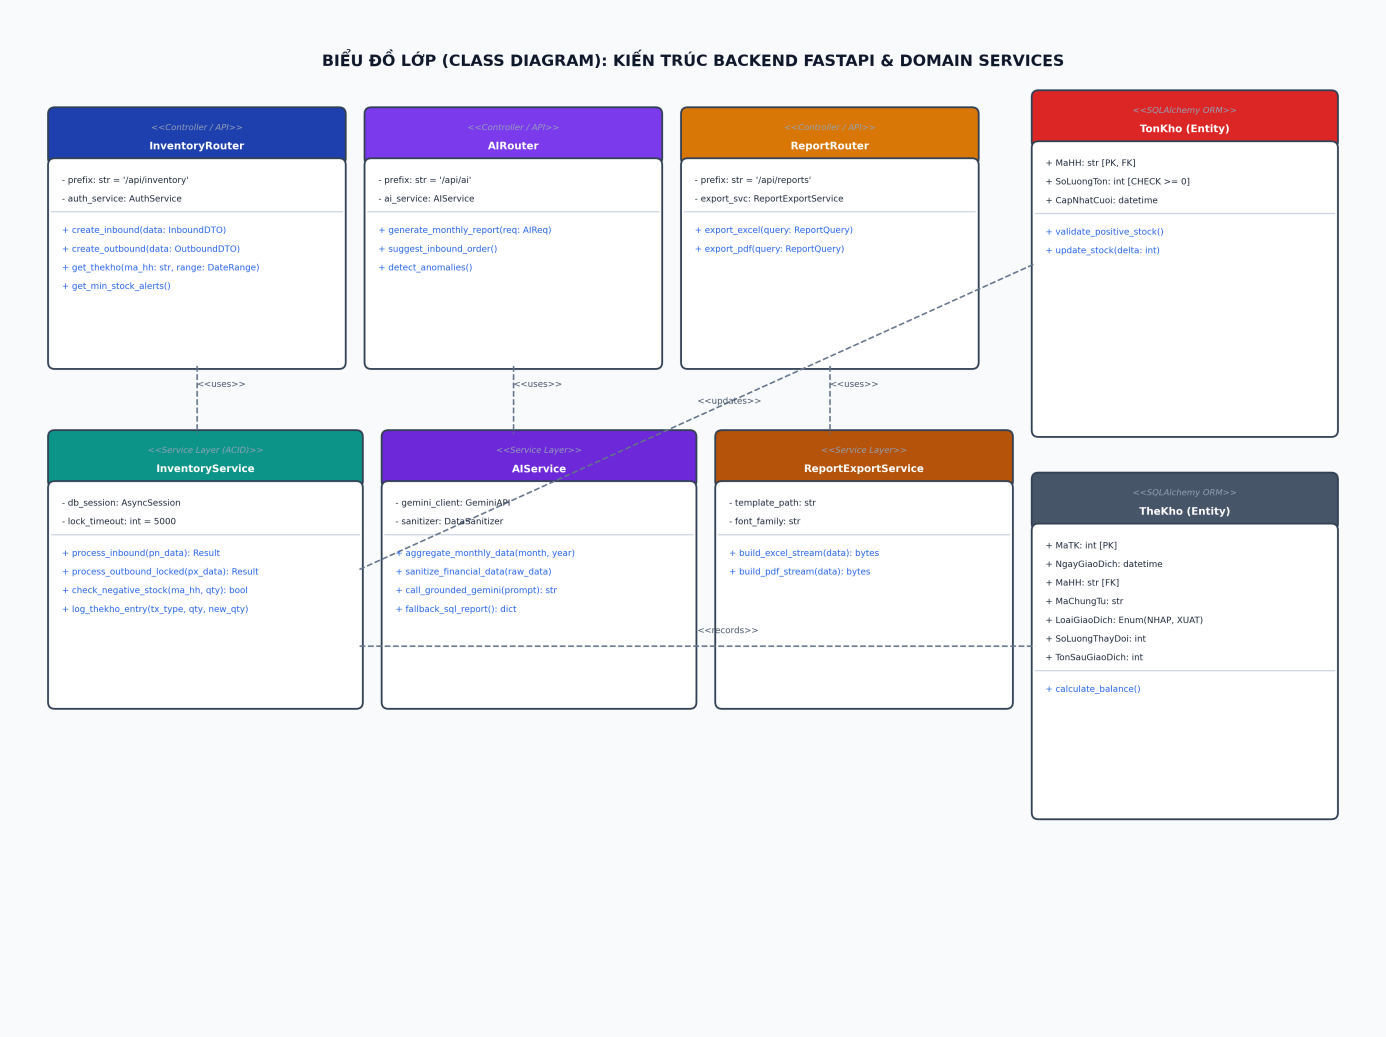 BIỂU ĐỒ LỚP (CLASS DIAGRAM): KIẾN TRÚC BACKEND FASTAPI & DOMAIN SERVICES
<<Controller / API>>
InventoryRouter
- prefix: str = '/api/inventory'
- auth_service: AuthService
+ create_inbound(data: InboundDTO)
+ create_outbound(data: OutboundDTO)
+ get_thekho(ma_hh: str, range: DateRange)
+ get_min_stock_alerts()
<<Controller / API>>
AIRouter
- prefix: str = '/api/ai'
- ai_service: AIService
+ generate_monthly_report(req: AIReq)
+ suggest_inbound_order()
+ detect_anomalies()
<<Controller / API>>
ReportRouter
- prefix: str = '/api/reports'
- export_svc: ReportExportService
+ export_excel(query: ReportQuery)
+ export_pdf(query: ReportQuery)
<<SQLAlchemy ORM>>
TonKho (Entity)
+ MaHH: str [PK, FK]
+ SoLuongTon: int [CHECK >= 0]
+ CapNhatCuoi: datetime
+ validate_positive_stock()
+ update_stock(delta: int)
<<uses>>
<<uses>>
<<uses>>
<<updates>>
<<Service Layer (ACID)>>
InventoryService
- db_session: AsyncSession
- lock_timeout: int = 5000
+ process_inbound(pn_data): Result
+ process_outbound_locked(px_data): Result
+ check_negative_stock(ma_hh, qty): bool
+ log_thekho_entry(tx_type, qty, new_qty)
<<Service Layer>>
AIService
- gemini_client: GeminiAPI
- sanitizer: DataSanitizer
+ aggregate_monthly_data(month, year)
+ sanitize_financial_data(raw_data)
+ call_grounded_gemini(prompt): str
+ fallback_sql_report(): dict
<<Service Layer>>
ReportExportService
- template_path: str
- font_family: str
+ build_excel_stream(data): bytes
+ build_pdf_stream(data): bytes
<<records>>
<<SQLAlchemy ORM>>
TheKho (Entity)
+ MaTK: int [PK]
+ NgayGiaoDich: datetime
+ MaHH: str [FK]
+ MaChungTu: str
+ LoaiGiaoDich: Enum(NHAP, XUAT)
+ SoLuongThayDoi: int
+ TonSauGiaoDich: int
+ calculate_balance()